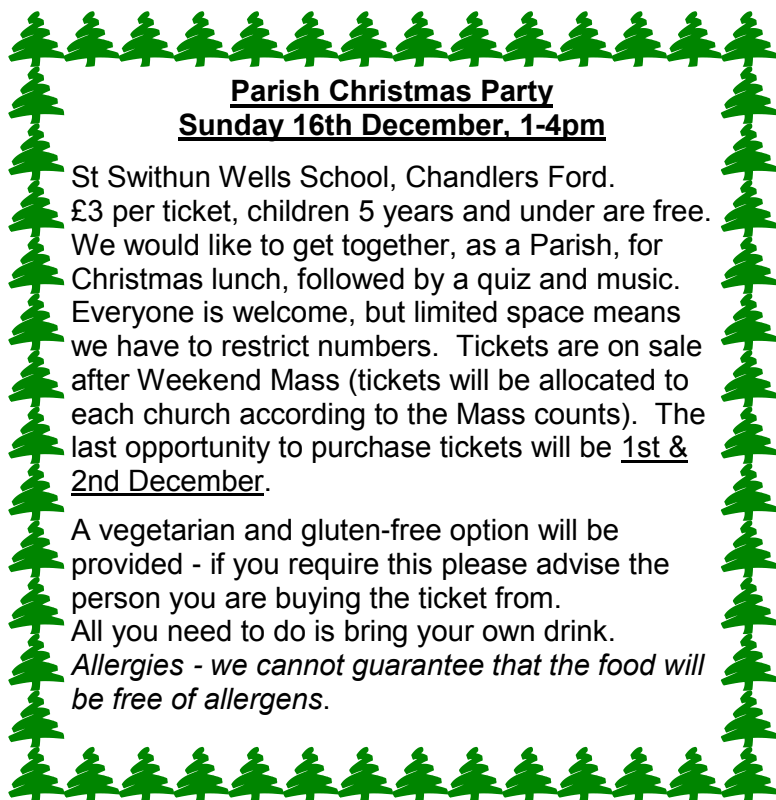 Parish Christmas Party
Sunday 16th December, 1-4pm
St Swithun Wells School, Chandlers Ford.
£3 per ticket, children 5 years and under are free.
We would like to get together, as a Parish, for
Christmas lunch, followed by a quiz and music.
Everyone is welcome, but limited space means
we have to restrict numbers.  Tickets are on sale
after Weekend Mass (tickets will be allocated to
each church according to the Mass counts).  The
last opportunity to purchase tickets will be 1st &
2nd December.
A vegetarian and gluten-free option will be
provided - if you require this please advise the
person you are buying the ticket from.
All you need to do is bring your own drink.
Allergies - we cannot guarantee that the food will
be free of allergens.